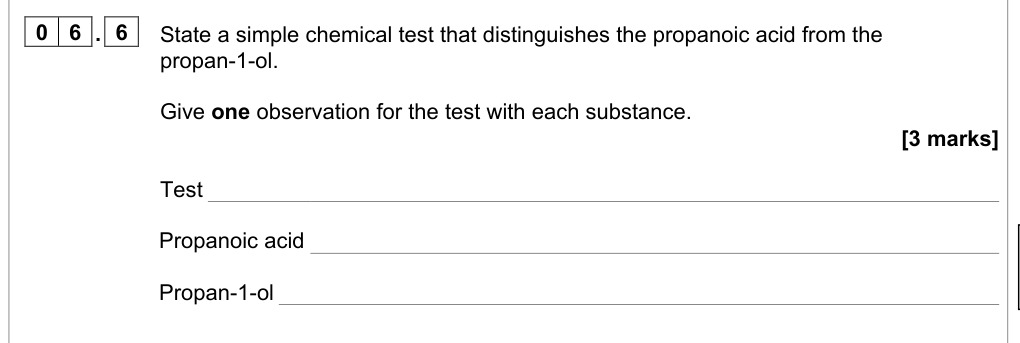 0 6 . 6 State a simple chemical test that distinguishes the propanoic acid from the
propan-1-ol.
Give one observation for the test with each substance.
[3 marks]
Test
Propanoic acid
Propan-1-ol